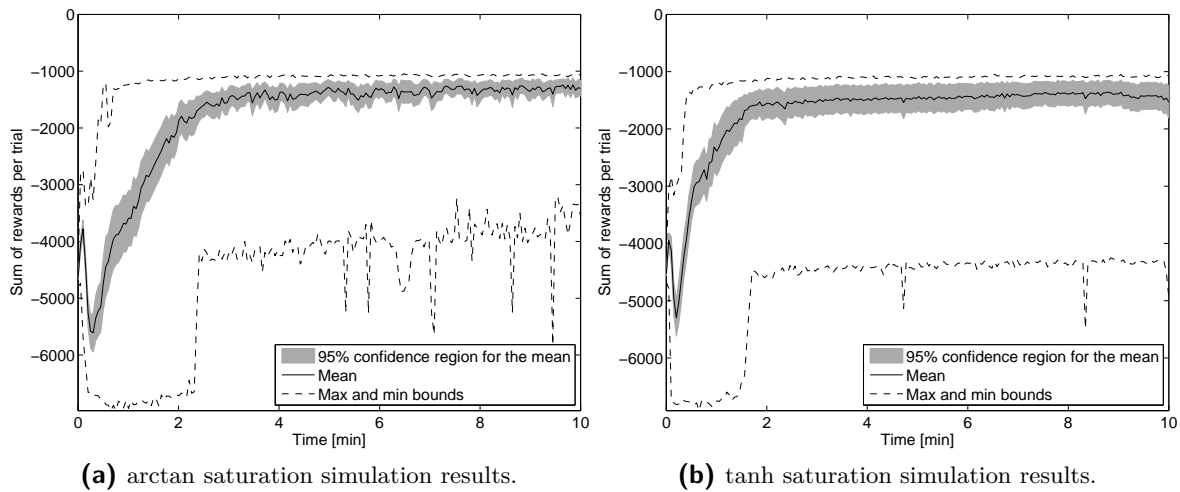 0
−1000
−2000
−3000
−4000
−5000
−6000
Sum of rewards per trial
95% confidence region for the mean
Mean
Max and min bounds
0 2 4 6 8 10
Time [min]
(a) arctan saturation simulation results.
0
−1000
−2000
−3000
−4000
−5000
−6000
Sum of rewards per trial
95% confidence region for the mean
Mean
Max and min bounds
0 2 4 6 8 10
Time [min]
(b) tanh saturation simulation results.